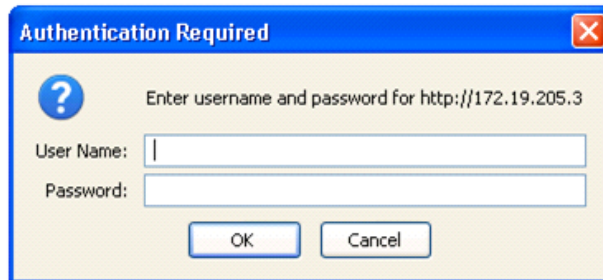 Authentication Required
Enter username and password for http://172.19.205.3
User Name:
Password:
OK Cancel